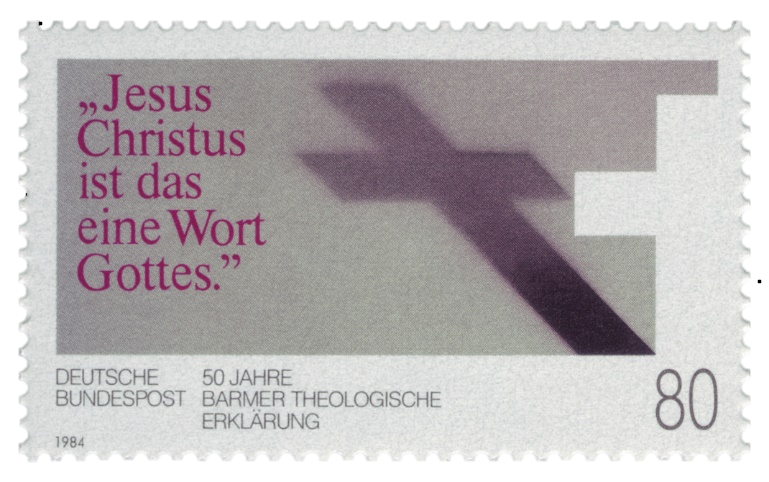 „Jesus
Christus
ist das
eine Wort
Gottes.”
DEUTSCHE
BUNDESPOST
50 JAHRE
BARMER THEOLOGISCHE
ERKLÄRUNG
80
1984